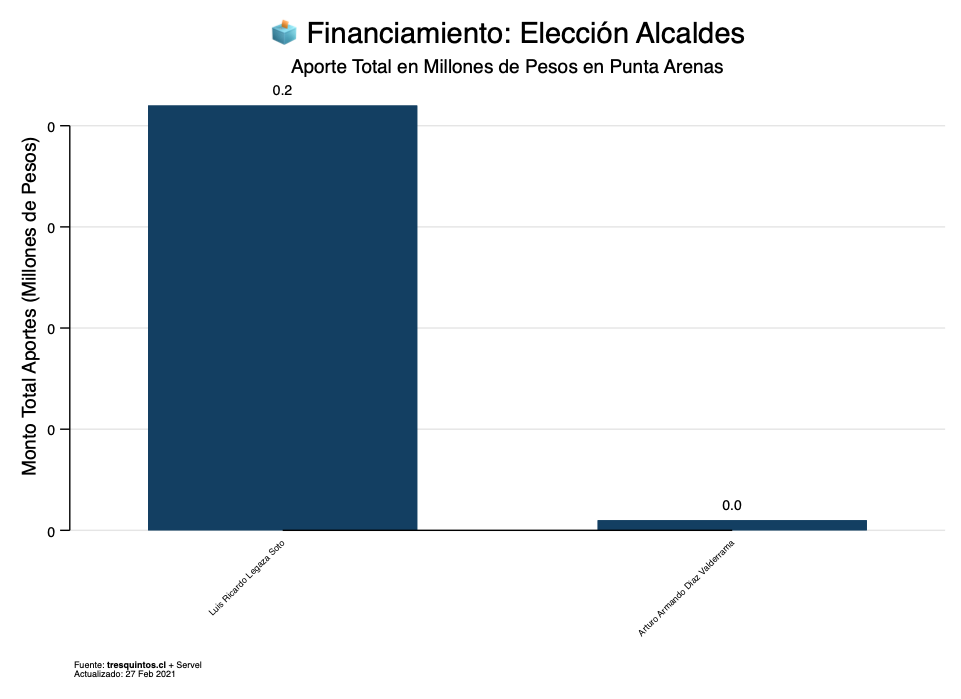 Financiamiento: Elección Alcaldes
Aporte Total en Millones de Pesos en Punta Arenas
Monto Total Aportes (Millones de Pesos)
0
0
0
0
0
0.2
0.0
Luis Ricardo Legaza Soto
Arturo Armando Diaz Valderrama
Fuente: tresquintos.cl + Servel
Actualizado: 27 Feb 2021